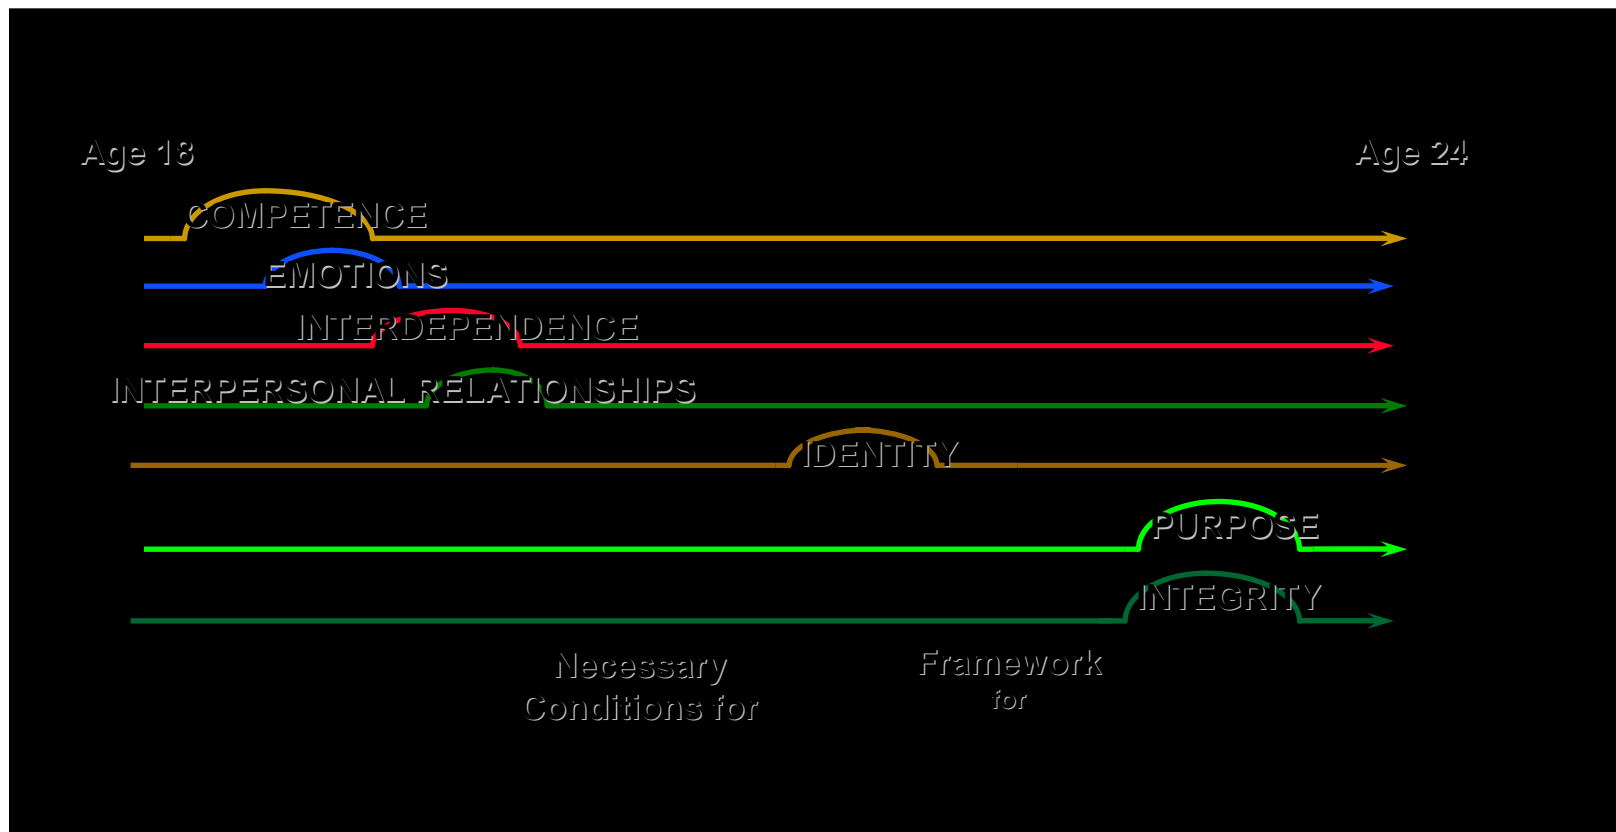 Age 18
Age 24
COMPETENCE
EMOTIONS
INTERDEPENDENCE
INTERPERSONAL RELATIONSHIPS
IDENTITY
PURPOSE
INTEGRITY
Necessary
Conditions for
Framework
for